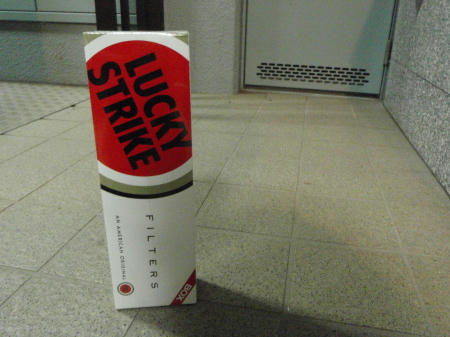 LUCKY
STRIKE
FILTERS
AN AMERICAN ORIGINAL
BOX